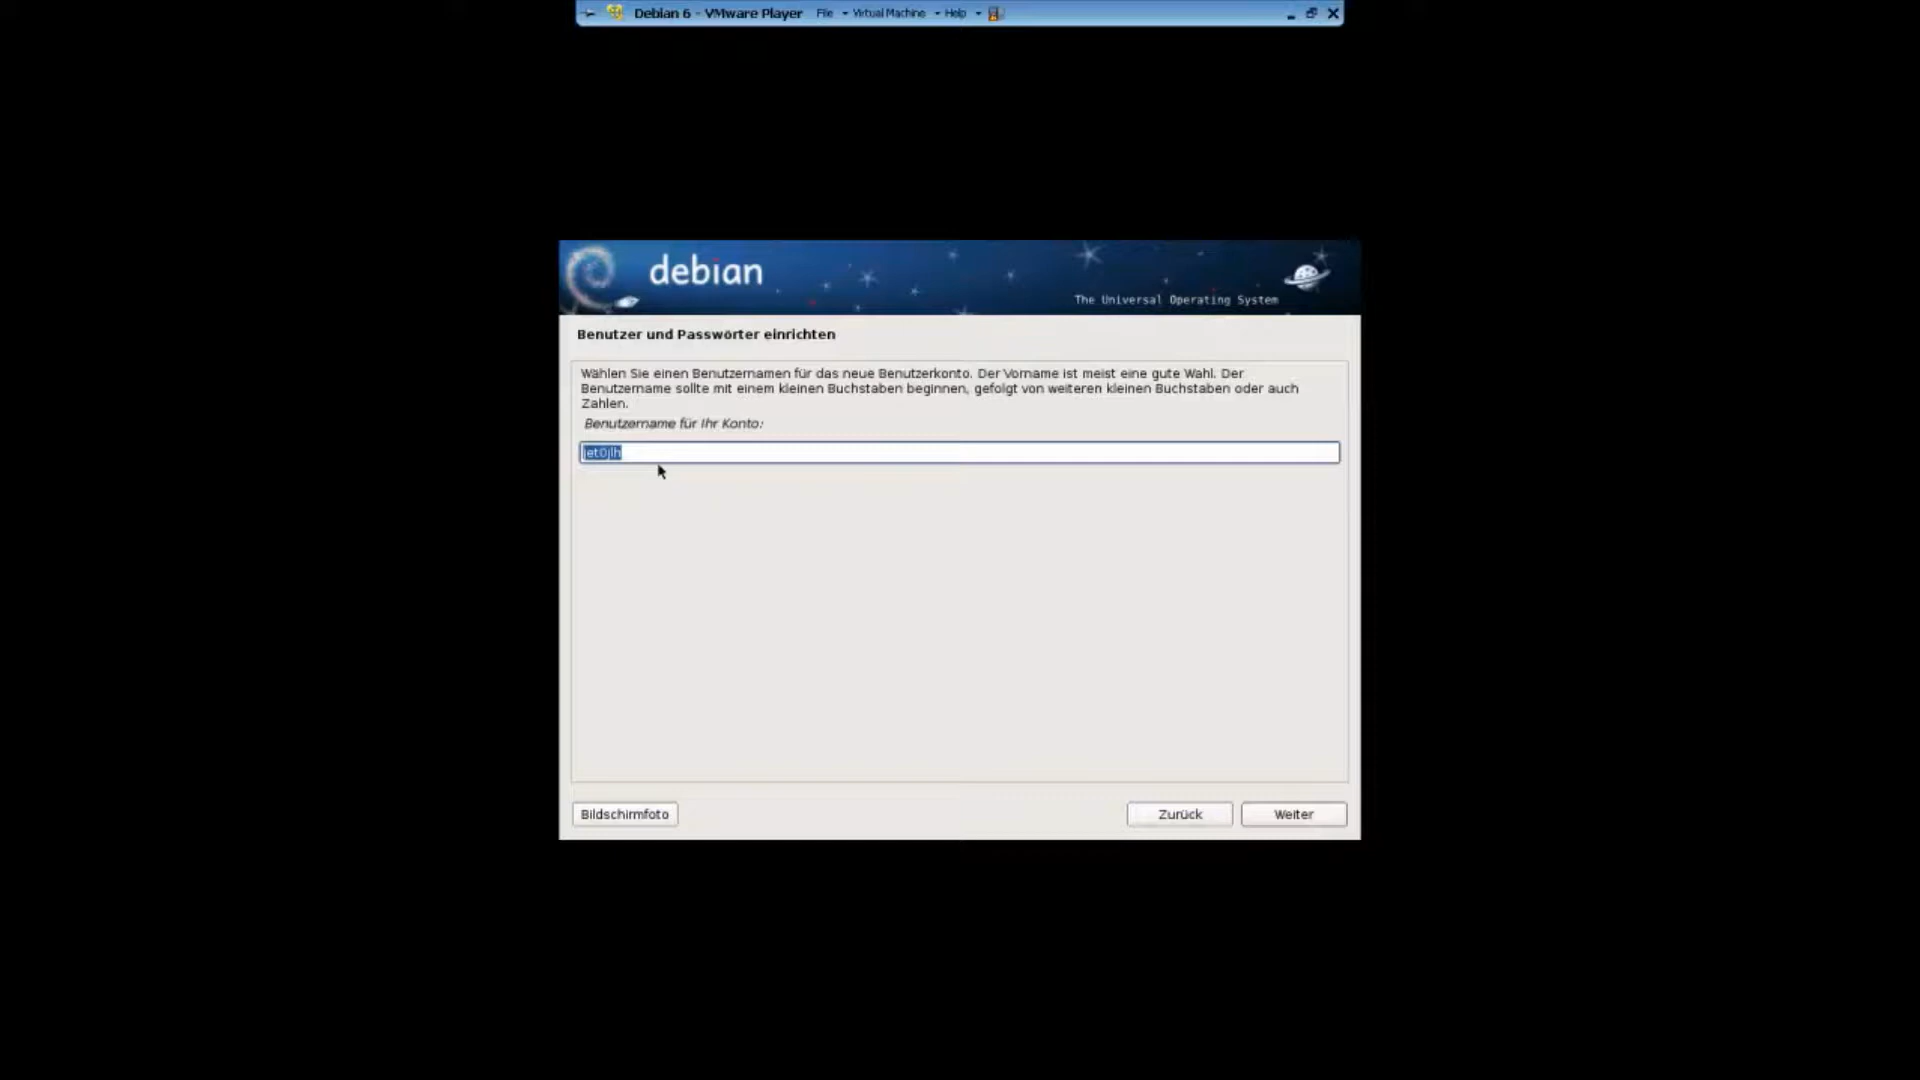 Debian 6 - VMware Player File Virtual Machine Help
debian
The Universal Operating System
Benutzer und Passwörter einrichten
Wählen Sie einen Benutzernamen für das neue Benutzerkonto. Der Vorname ist meist eine gute Wahl. Der
Benutzername sollte mit einem kleinen Buchstaben beginnen, gefolgt von weiteren kleinen Buchstaben oder auch
Zahlen.
Benutzername für Ihr Konto:
Bildschirmfoto Zurück Weiter